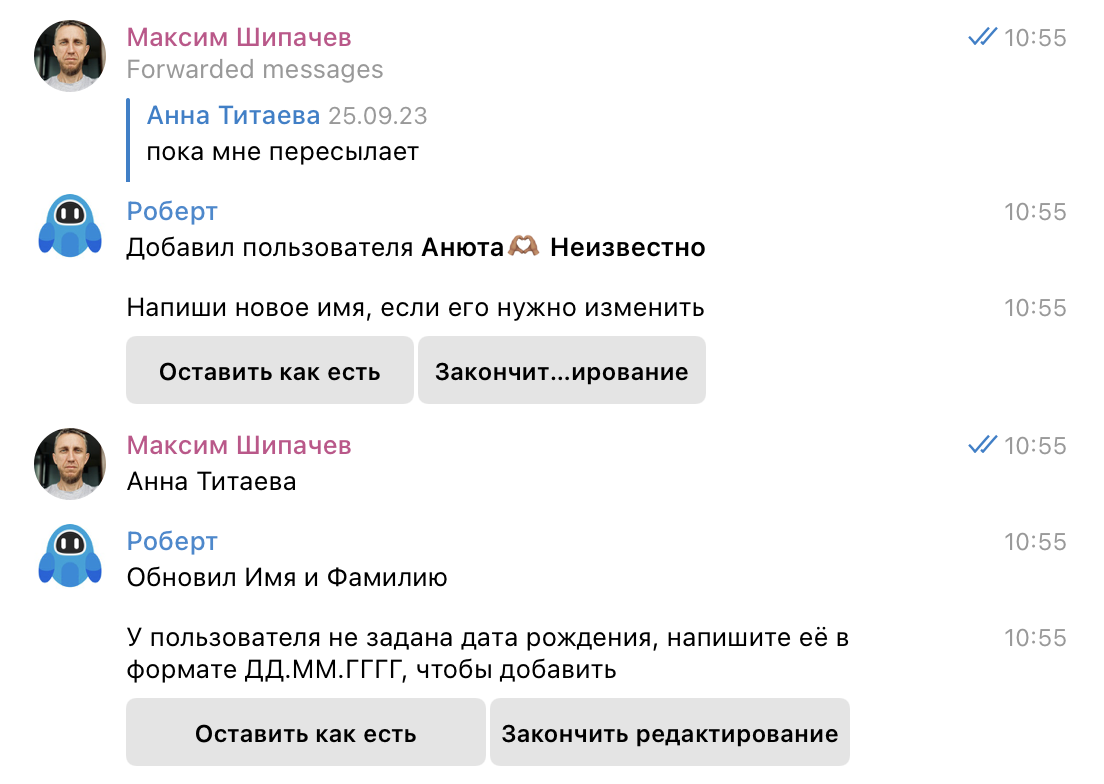 Максим Шипачев 10:55
Forwarded messages
Анна Титаева 25.09.23
пока мне пересылает
Роберт 10:55
Добавил пользователя Анюта🫶🏽 Неизвестно
Напиши новое имя, если его нужно изменить 10:55
Оставить как есть Закончит...ирование
Максим Шипачев 10:55
Анна Титаева
Роберт 10:55
Обновил Имя и Фамилию
У пользователя не задана дата рождения, напишите её в 10:55
формате ДД.ММ.ГГГГ, чтобы добавить
Оставить как есть Закончить редактирование